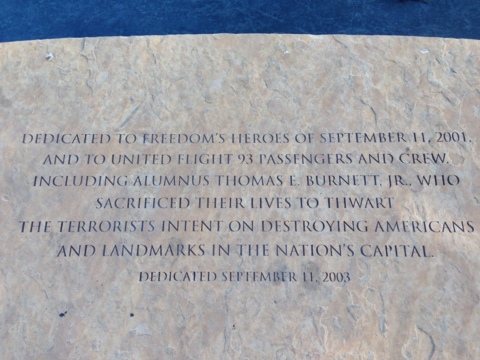 DEDICATED TO FREEDOM'S HEROES OF SEPTEMBER 11, 2001,
AND TO UNITED FLIGHT 93 PASSENGERS AND CREW,
INCLUDING ALUMNUS THOMAS E. BURNETT, JR., WHO
SACRIFICED THEIR LIVES TO THWART
THE TERRORISTS INTENT ON DESTROYING AMERICANS
AND LANDMARKS IN THE NATION'S CAPITAL.
DEDICATED SEPTEMBER 11, 2003